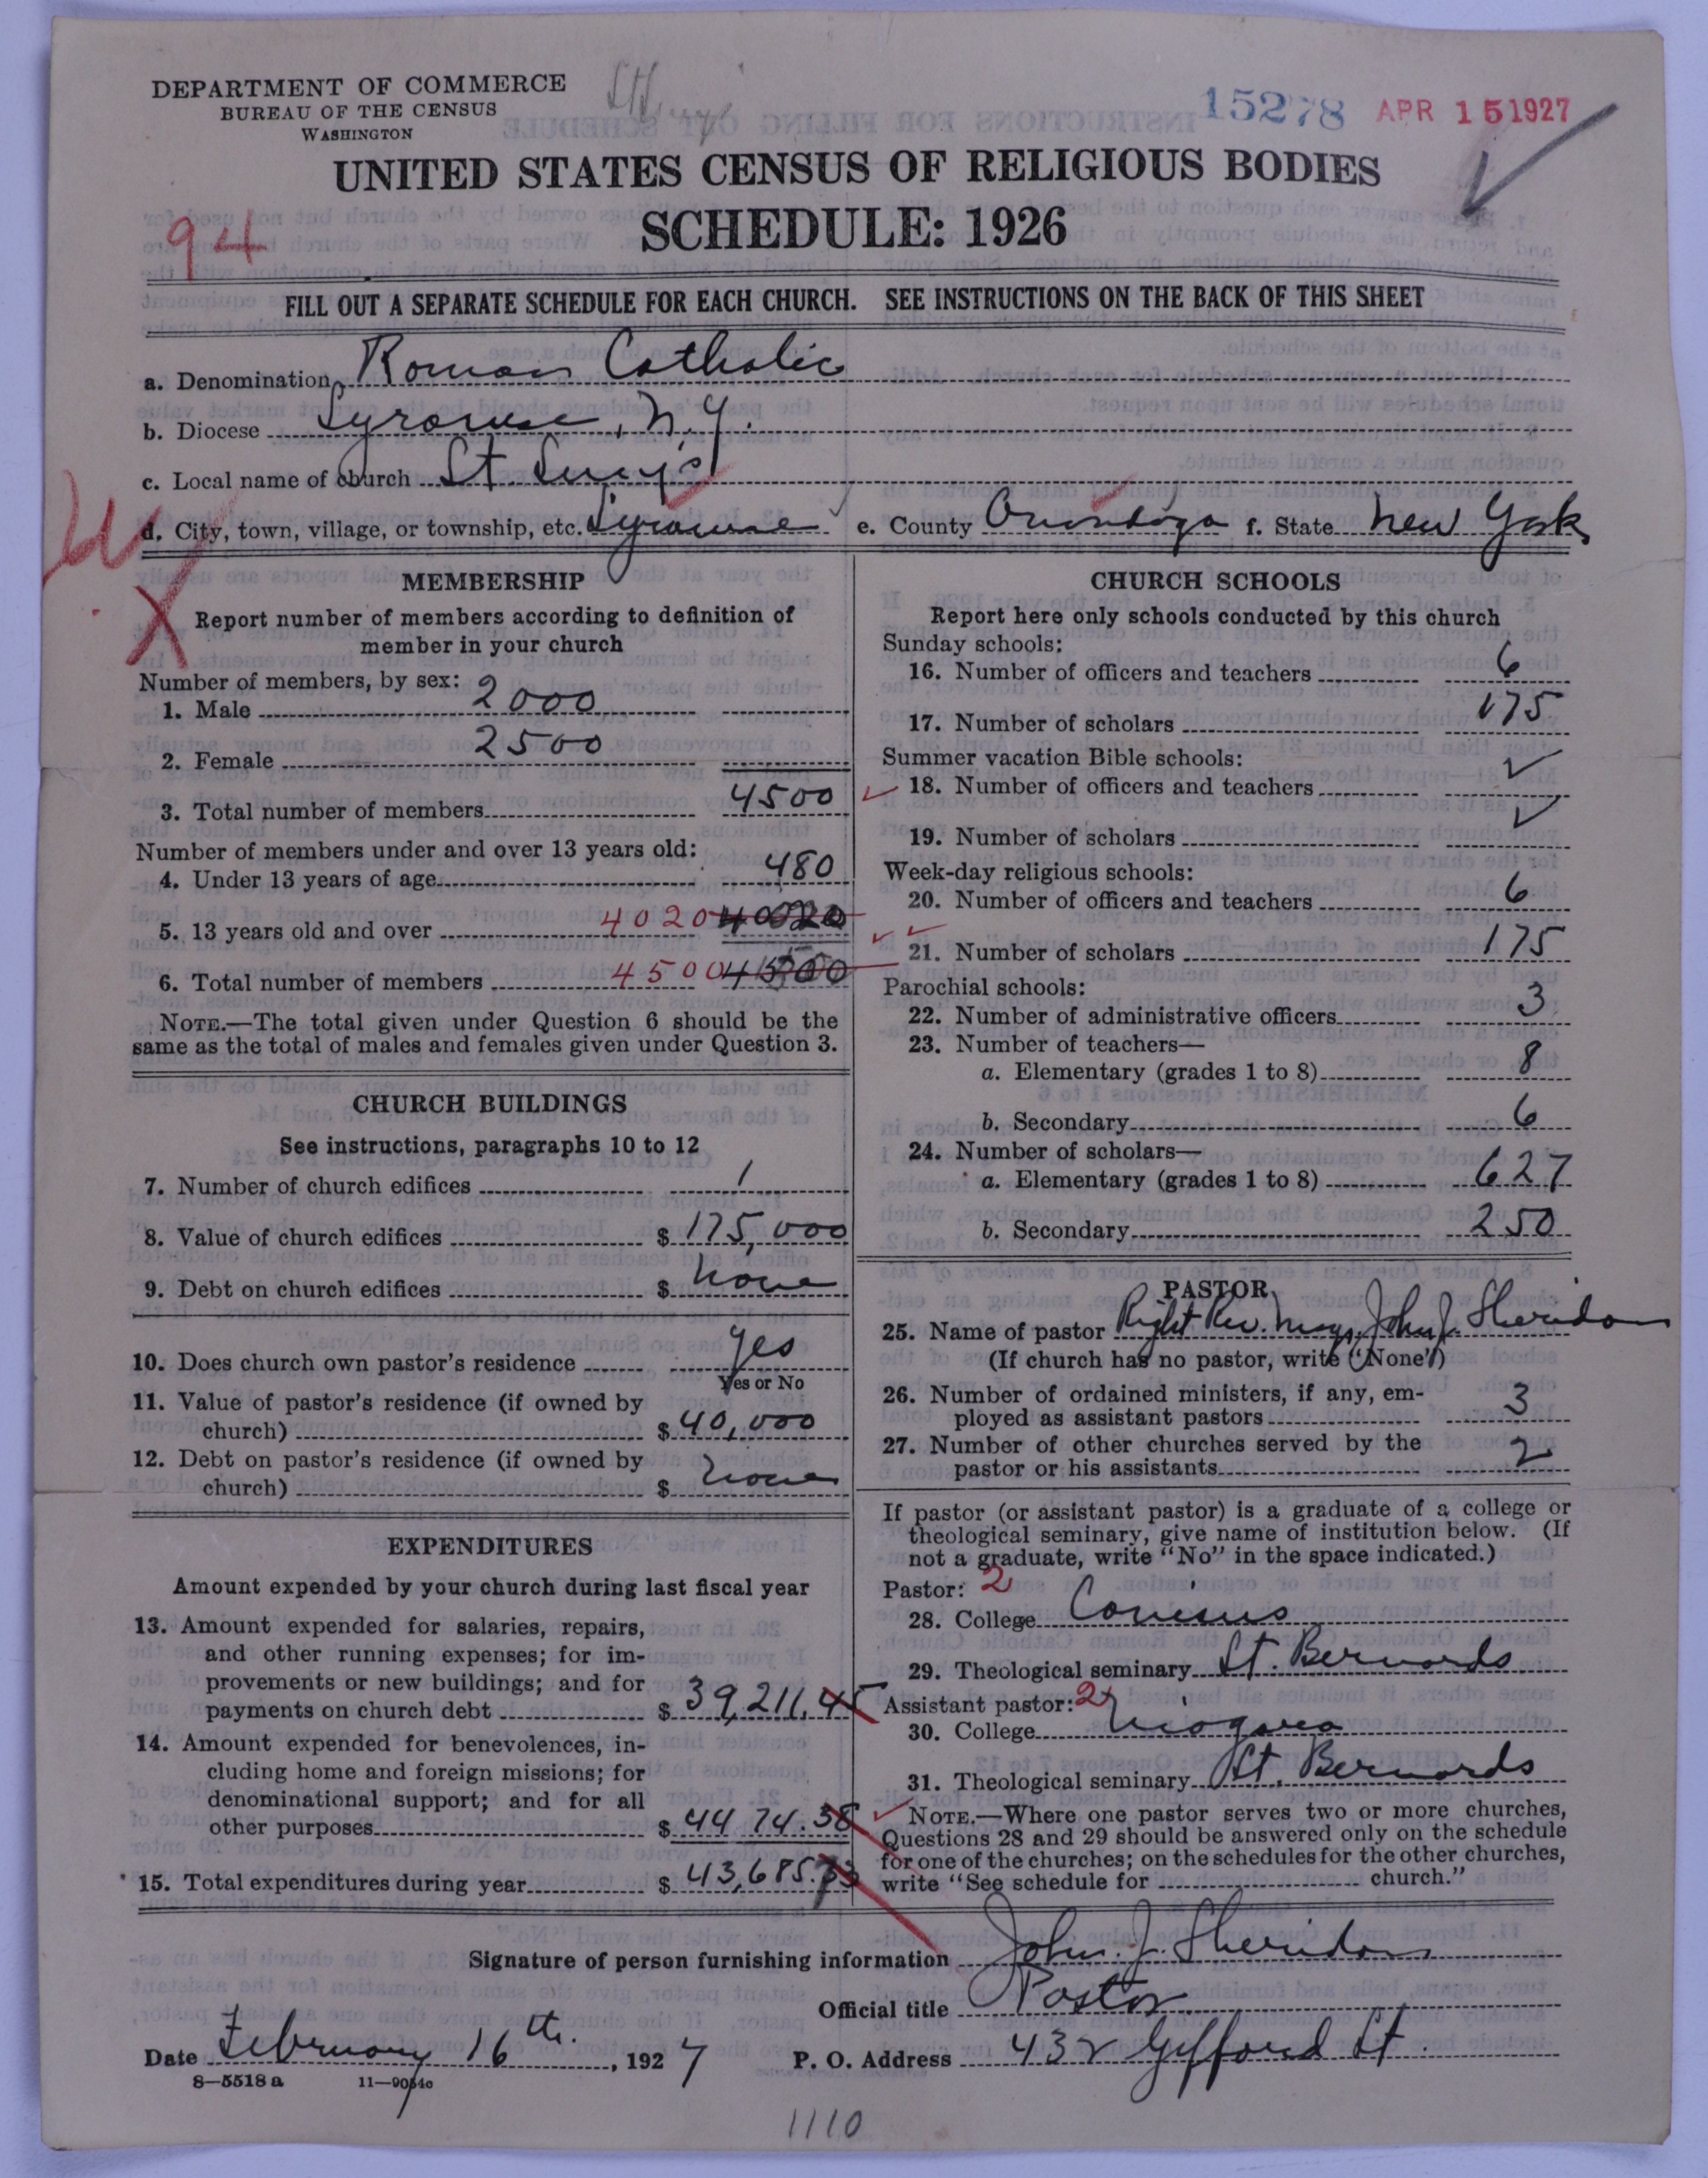 DEPARTMENT OF COMMERCE
BUREAU OF THE CENSUS
WASHINGTON
15278 APR 15 1927
UNITED STATES CENSUS OF RELIGIOUS BODIES
SCHEDULE: 1926
94
FILL OUT A SEPARATE SCHEDULE FOR EACH CHURCH. SEE INSTRUCTIONS ON THE BACK OF THIS SHEET
a. Denomination Roman Catholic
b. Diocese Syracuse, N.Y.
c. Local name of church St. Lucy's
d. City, town, village, or township, etc. Syracuse e. County Onondaga f. State New York
MEMBERSHIP
Report number of members according to definition of
member in your church
Number of members, by sex:
1. Male 2000
2. Female 2500
3. Total number of members 4500
Number of members under and over 13 years old:
4. Under 13 years of age 480
5. 13 years old and over 4020
6. Total number of members 4500
NOTE.—The total given under Question 6 should be the
same as the total of males and females given under Question 3.
CHURCH BUILDINGS
See instructions, paragraphs 10 to 12
7. Number of church edifices 1
8. Value of church edifices $ 175,000
9. Debt on church edifices $ none
10. Does church own pastor's residence yes
Yes or No
11. Value of pastor's residence (if owned by
church) $ 40,000
12. Debt on pastor's residence (if owned by
church) $ none
EXPENDITURES
Amount expended by your church during last fiscal year
13. Amount expended for salaries, repairs,
and other running expenses; for im-
provements or new buildings; and for
payments on church debt $ 39,211.45
14. Amount expended for benevolences, in-
cluding home and foreign missions; for
denominational support; and for all
other purposes $ 44 74.38
15. Total expenditures during year $ 43,685.73
CHURCH SCHOOLS
Report here only schools conducted by this church
Sunday schools:
16. Number of officers and teachers 6
17. Number of scholars 175
Summer vacation Bible schools:
18. Number of officers and teachers
19. Number of scholars
Week-day religious schools:
20. Number of officers and teachers 6
21. Number of scholars 175
Parochial schools:
22. Number of administrative officers 3
23. Number of teachers—
a. Elementary (grades 1 to 8) 8
b. Secondary 6
24. Number of scholars—
a. Elementary (grades 1 to 8) 627
b. Secondary 250
PASTOR
25. Name of pastor Right Rev. Msgr. John J. Sheridan
(If church has no pastor, write "None")
26. Number of ordained ministers, if any, em-
ployed as assistant pastors 3
27. Number of other churches served by the
pastor or his assistants 2
If pastor (or assistant pastor) is a graduate of a college or
theological seminary, give name of institution below. (If
not a graduate, write "No" in the space indicated.)
Pastor: 2
28. College Canisius
29. Theological seminary St. Bernards
Assistant pastor: 2
30. College Niagara
31. Theological seminary St. Bernards
NOTE.—Where one pastor serves two or more churches,
Questions 28 and 29 should be answered only on the schedule
for one of the churches; on the schedules for the other churches,
write "See schedule for church."
Signature of person furnishing information John J. Sheridan
Official title Pastor
Date February 16th. , 1927 P. O. Address 432 Gifford St.
8—5518 a 11—9054c
1110